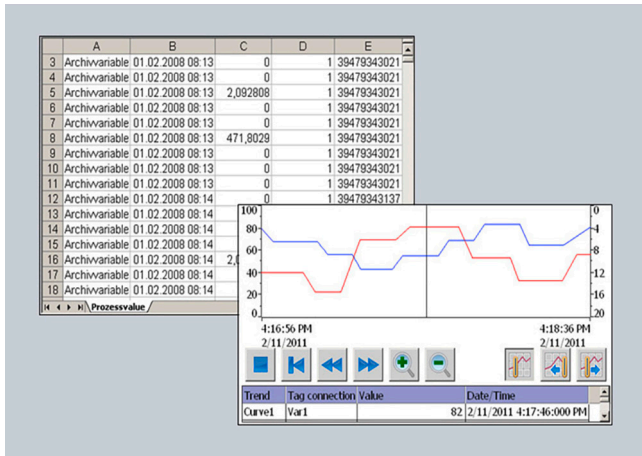 A B C D E
3 Archivvariable 01.02.2008 08:13 0 1 39479343021
4 Archivvariable 01.02.2008 08:13 0 1 39479343021
5 Archivvariable 01.02.2008 08:13 2,092808 1 39479343021
6 Archivvariable 01.02.2008 08:13 0 1 39479343021
7 Archivvariable 01.02.2008 08:13 0 1 39479343021
8 Archivvariable 01.02.2008 08:13 471,8029 1 39479343021
9 Archivvariable 01.02.2008 08:13 0 1 39479343021
10 Archivvariable 01.02.2008 08:13 0 1 39479343021
11 Archivvariable 01.02.2008 08:13 0 1 39479343021
12 Archivvariable 01.02.2008 08:14 0 1 39479343137
13 Archivvariable 01.02.2008 08:14
14 Archivvariable 01.02.2008 08:14
15 Archivvariable 01.02.2008 08:14
16 Archivvariable 01.02.2008 08:14
17 Archivvariable 01.02.2008 08:14
18 Archivvariable 01.02.2008 08:14
Prozessvalue
100 0
80 4
60 8
40 12
20 16
0 20
4:16:56 PM 4:18:36 PM
2/11/2011 2/11/2011
Trend Tag connection Value Date/Time
Curve1 Var1 82 2/11/2011 4:17:46:000 PM